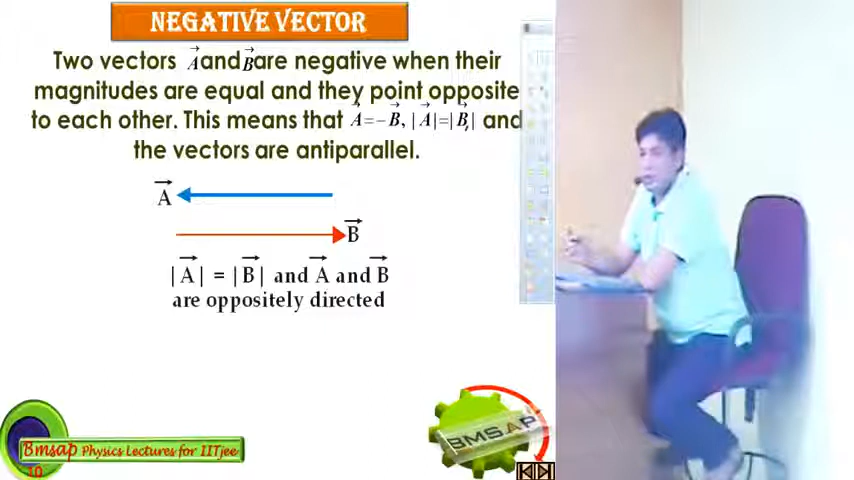 NEGATIVE VECTOR
Two vectors A and B are negative when their
magnitudes are equal and they point opposite
to each other. This means that A=-B, |A|=|B,| and
the vectors are antiparallel.
A
B
|A| = |B| and A and B
are oppositely directed
Bmsap Physics Lectures for IITjee
10
BMSAP